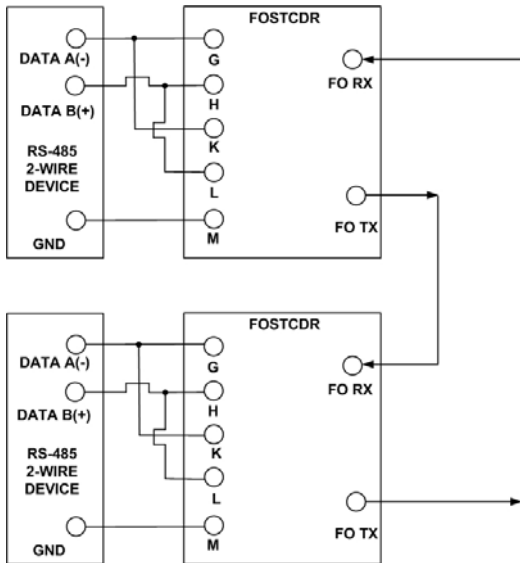 FOSTCDR
DATA A(-)
G
FO RX
H
DATA B(+)
K
RS-485
2-WIRE
DEVICE
L
FO TX
M
GND
FOSTCDR
DATA A(-)
G
FO RX
H
DATA B(+)
K
RS-485
2-WIRE
DEVICE
L
FO TX
M
GND